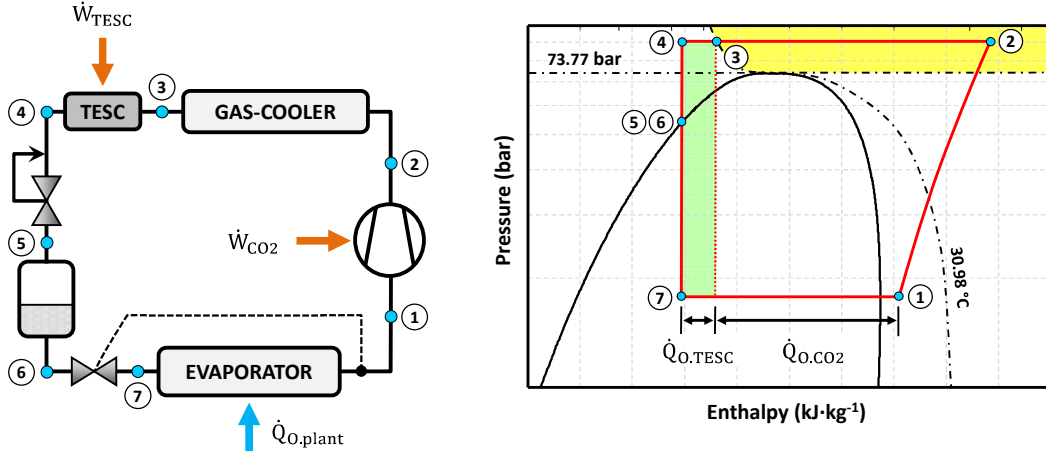 Ẇ_TESC
③
④
TESC
GAS-COOLER
②
Ẇ_CO2
⑤
①
⑥
EVAPORATOR
⑦
Q̇_O.plant
④
②
③
73.77 bar
⑤ ⑥
Pressure (bar)
30.98 °C
⑦
①
Q̇_O.TESC
Q̇_O.CO2
Enthalpy (kJ·kg⁻¹)